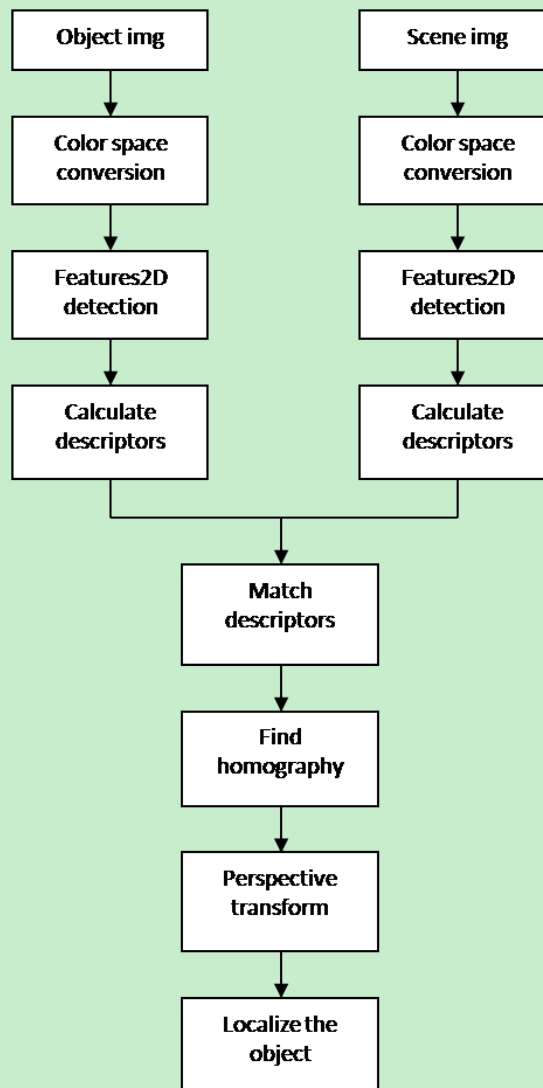 Object img
Scene img
Color space
conversion
Color space
conversion
Features2D
detection
Features2D
detection
Calculate
descriptors
Calculate
descriptors
Match
descriptors
Find
homography
Perspective
transform
Localize the
object